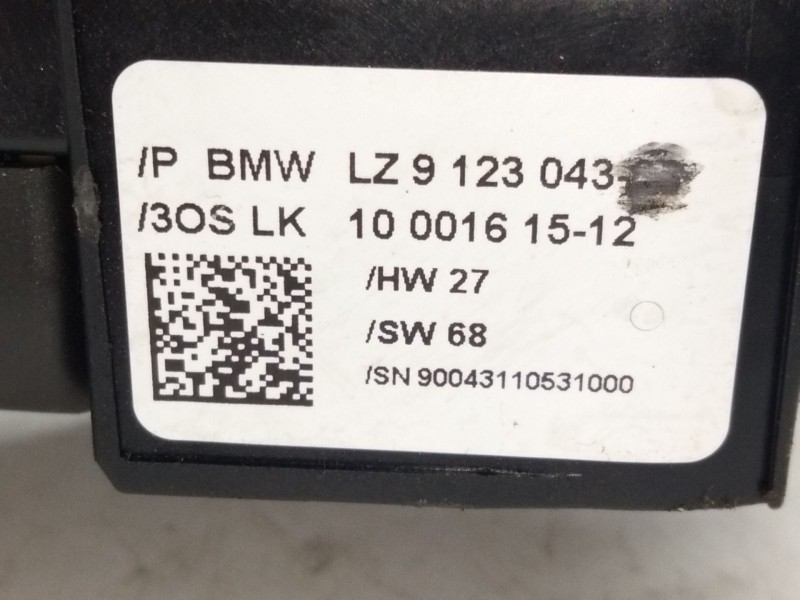 /P BMW LZ 9 123 043-
/3OS LK 10 0016 15-12
/HW 27
/SW 68
/SN 90043110531000